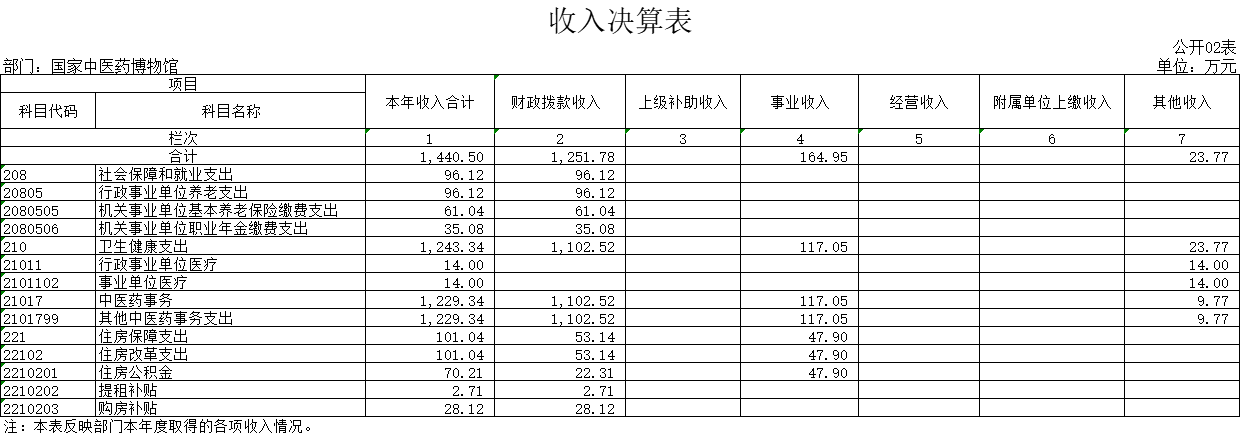 收入决算表
公开02表
部门：国家中医药博物馆 单位：万元
项目
科目代码 科目名称 本年收入合计 财政拨款收入 上级补助收入 事业收入 经营收入 附属单位上缴收入 其他收入
栏次 1 2 3 4 5 6 7
合计 1,440.50 1,251.78 164.95 23.77
208 社会保障和就业支出 96.12 96.12
20805 行政事业单位养老支出 96.12 96.12
2080505 机关事业单位基本养老保险缴费支出 61.04 61.04
2080506 机关事业单位职业年金缴费支出 35.08 35.08
210 卫生健康支出 1,243.34 1,102.52 117.05 23.77
21011 行政事业单位医疗 14.00 14.00
2101102 事业单位医疗 14.00 14.00
21017 中医药事务 1,229.34 1,102.52 117.05 9.77
2101799 其他中医药事务支出 1,229.34 1,102.52 117.05 9.77
221 住房保障支出 101.04 53.14 47.90
22102 住房改革支出 101.04 53.14 47.90
2210201 住房公积金 70.21 22.31 47.90
2210202 提租补贴 2.71 2.71
2210203 购房补贴 28.12 28.12
注：本表反映部门本年度取得的各项收入情况。